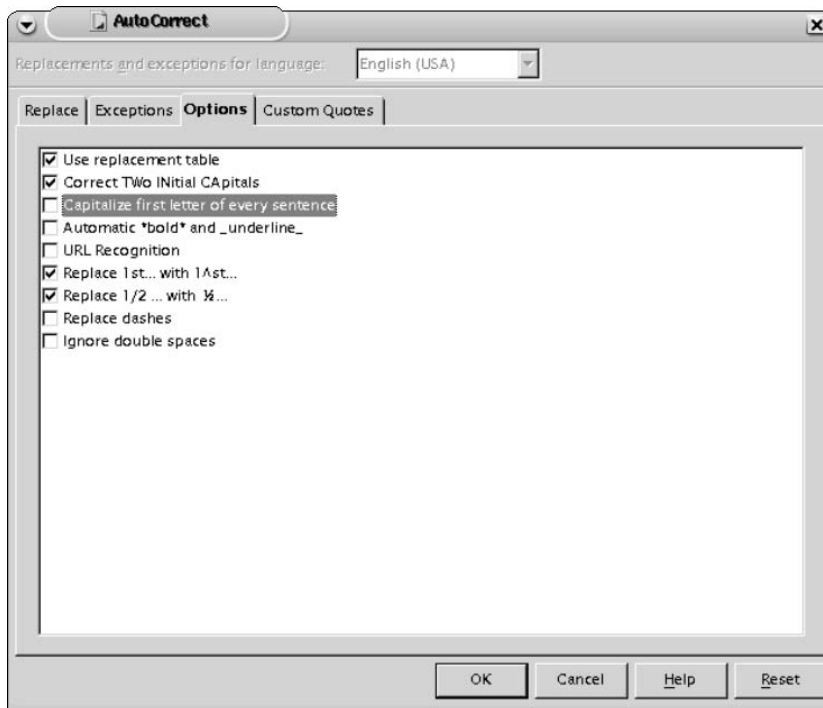 AutoCorrect
Replacements and exceptions for language: English (USA)
Replace Exceptions Options Custom Quotes
Use replacement table
Correct TWo INitial CApitals
Capitalize first letter of every sentence
Automatic *bold* and _underline_
URL Recognition
Replace 1st... with 1^st...
Replace 1/2 ... with ½...
Replace dashes
Ignore double spaces
OK Cancel Help Reset